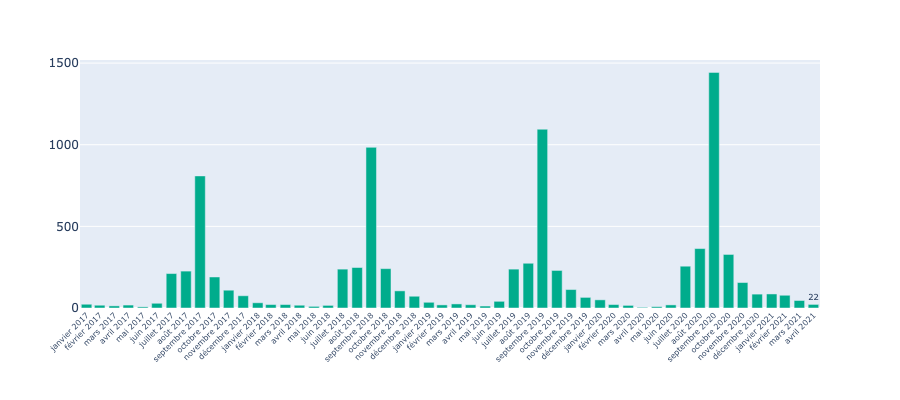 1500
1000
500
0
22
janvier 2017
février 2017
mars 2017
avril 2017
mai 2017
juin 2017
juillet 2017
août 2017
septembre 2017
octobre 2017
novembre 2017
décembre 2017
janvier 2018
février 2018
mars 2018
avril 2018
mai 2018
juin 2018
juillet 2018
août 2018
septembre 2018
octobre 2018
novembre 2018
décembre 2018
janvier 2019
février 2019
mars 2019
avril 2019
mai 2019
juin 2019
juillet 2019
août 2019
septembre 2019
octobre 2019
novembre 2019
décembre 2019
janvier 2020
février 2020
mars 2020
avril 2020
mai 2020
juin 2020
juillet 2020
août 2020
septembre 2020
octobre 2020
novembre 2020
décembre 2020
janvier 2021
février 2021
mars 2021
avril 2021